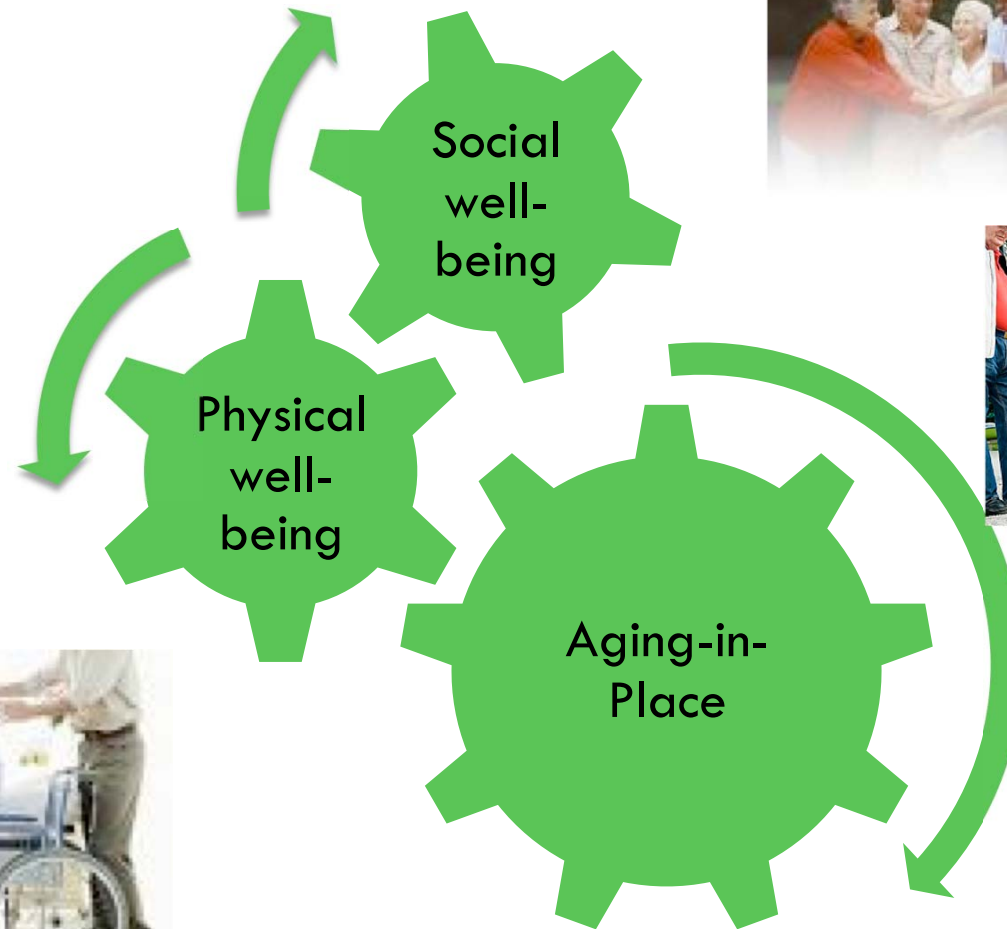 Social
well-
being
Physical
well-
being
Aging-in-
Place